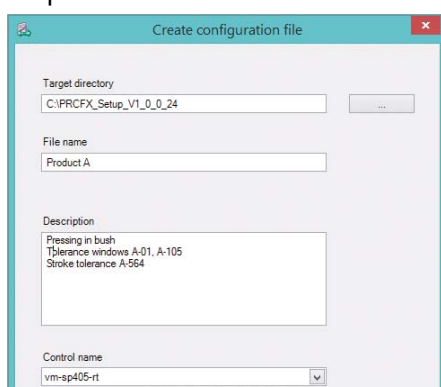 Create configuration file
Target directory
C:\PRCFX_Setup_V1_0_0_24
...
File name
Product A
Description
Pressing in bush
Tolerance windows A-01, A-105
Stroke tolerance A-564
Control name
vm-sp405-rt